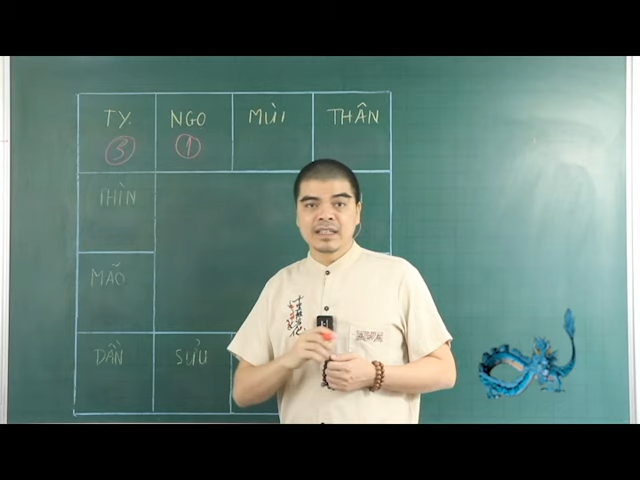 TỴ. NGỌ MÙI THÂN
3 1
THÌN
MÃO
DẦN SỬU